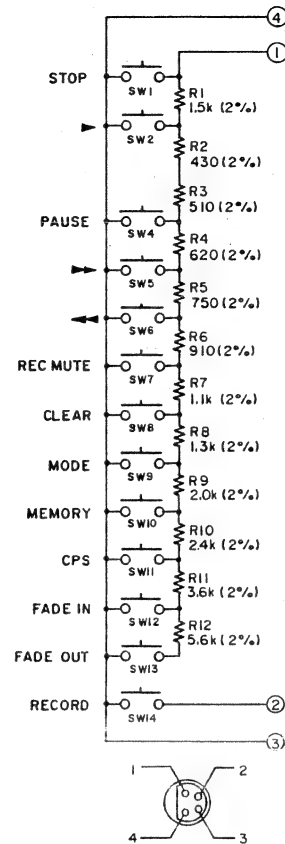 ④
①
STOP
SW1
R1
1.5k (2%)
SW2
R2
430 (2%)
R3
510 (2%)
PAUSE
SW4
R4
620 (2%)
SW5
R5
750 (2%)
SW6
R6
910 (2%)
REC MUTE
SW7
R7
1.1k (2%)
CLEAR
SW8
R8
1.3k (2%)
MODE
SW9
R9
2.0k (2%)
MEMORY
SW10
R10
2.4k (2%)
CPS
SW11
R11
3.6k (2%)
FADE IN
SW12
R12
5.6k (2%)
FADE OUT
SW13
RECORD
SW14
②
③
1 2
4 3